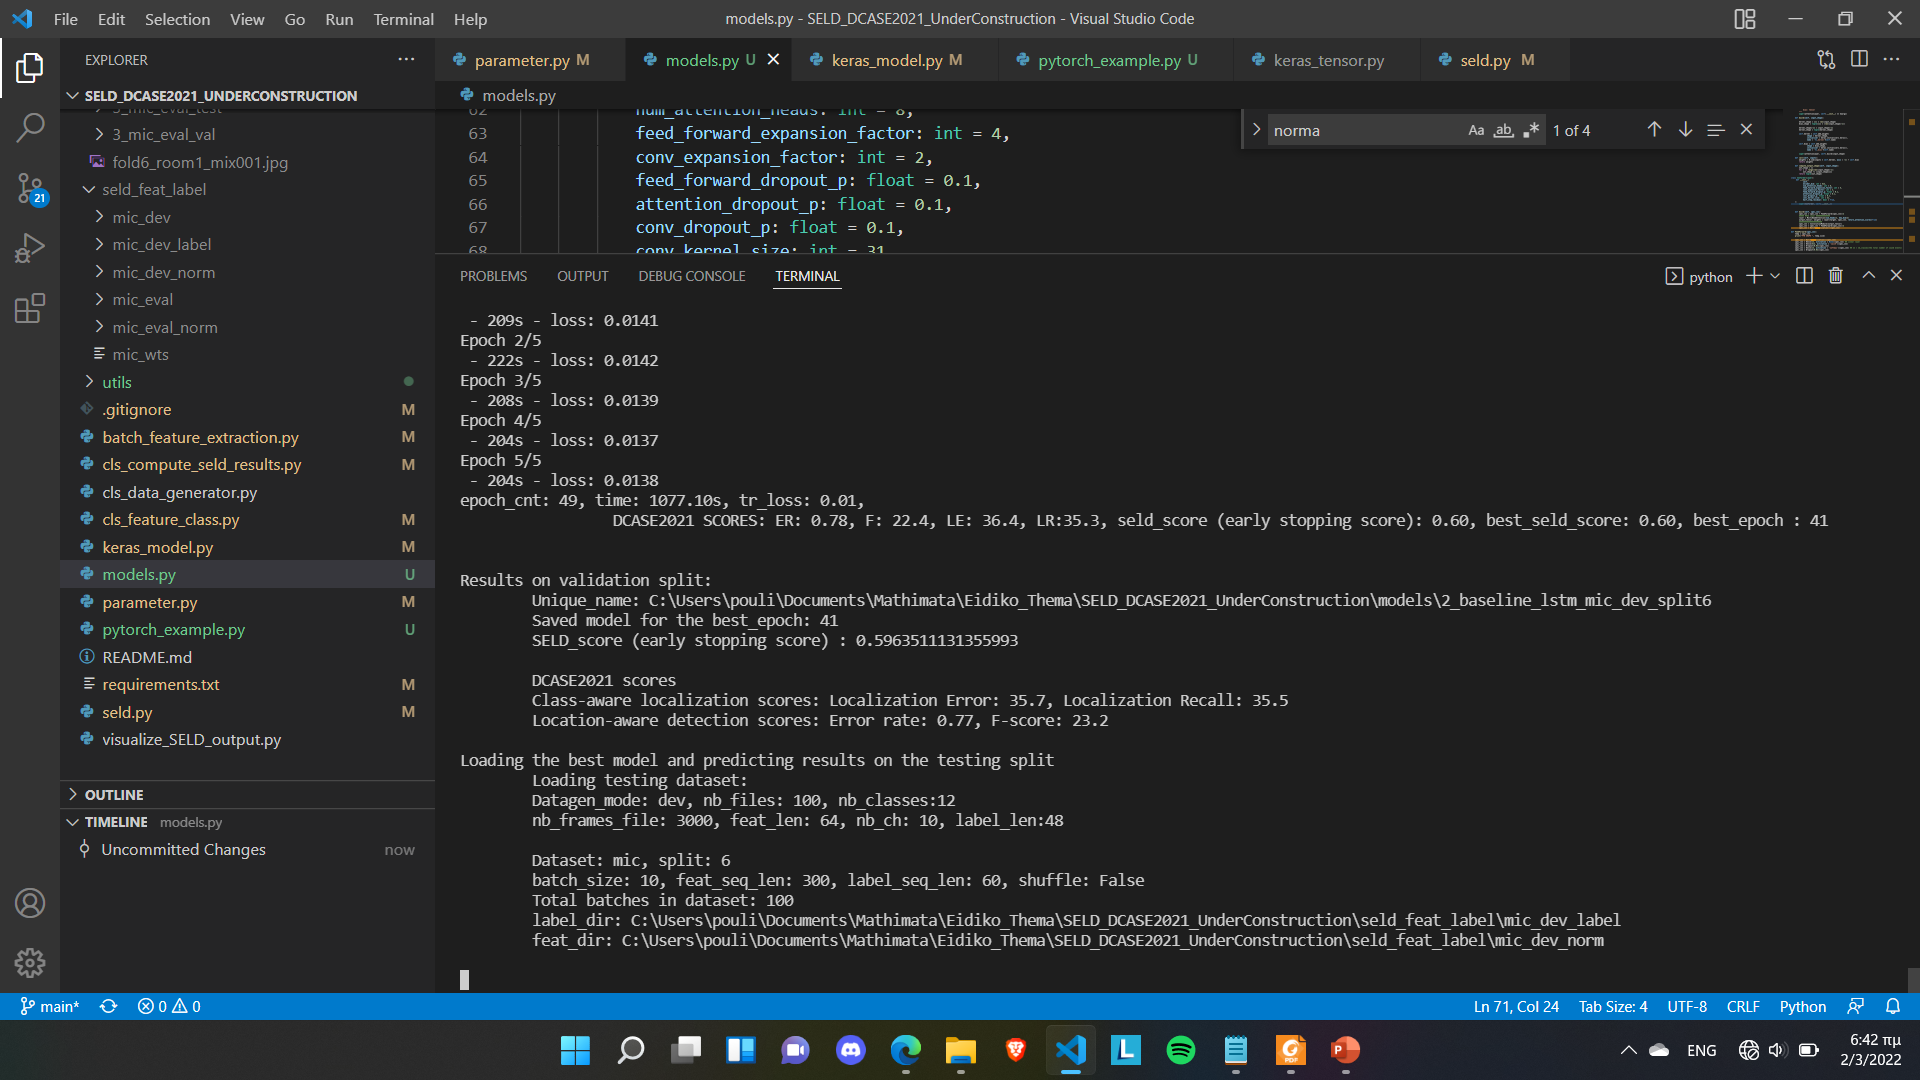 File Edit Selection View Go Run Terminal Help
models.py - SELD_DCASE2021_UnderConstruction - Visual Studio Code
EXPLORER
parameter.py M
models.py U
keras_model.py M
pytorch_example.py U
keras_tensor.py
seld.py M
models.py
SELD_DCASE2021_UNDERCONSTRUCTION
3_mic_eval_test
3_mic_eval_val
fold6_room1_mix001.jpg
seld_feat_label
mic_dev
mic_dev_label
mic_dev_norm
mic_eval
mic_eval_norm
mic_wts
utils
.gitignore M
batch_feature_extraction.py M
cls_compute_seld_results.py M
cls_data_generator.py
cls_feature_class.py M
keras_model.py M
models.py U
parameter.py M
pytorch_example.py U
README.md
requirements.txt M
seld.py M
visualize_SELD_output.py
OUTLINE
TIMELINE models.py
Uncommitted Changes now
21
62 num_attention_heads: int = 8,
63 feed_forward_expansion_factor: int = 4,
64 conv_expansion_factor: int = 2,
65 feed_forward_dropout_p: float = 0.1,
66 attention_dropout_p: float = 0.1,
67 conv_dropout_p: float = 0.1,
68 conv_kernel_size: int = 31
norma Aa ab 1 of 4
PROBLEMS OUTPUT DEBUG CONSOLE TERMINAL
python
- 209s - loss: 0.0141
Epoch 2/5
- 222s - loss: 0.0142
Epoch 3/5
- 208s - loss: 0.0139
Epoch 4/5
- 204s - loss: 0.0137
Epoch 5/5
- 204s - loss: 0.0138
epoch_cnt: 49, time: 1077.10s, tr_loss: 0.01,
DCASE2021 SCORES: ER: 0.78, F: 22.4, LE: 36.4, LR:35.3, seld_score (early stopping score): 0.60, best_seld_score: 0.60, best_epoch : 41
Results on validation split:
Unique_name: C:\Users\pouli\Documents\Mathimata\Eidiko_Thema\SELD_DCASE2021_UnderConstruction\models\2_baseline_lstm_mic_dev_split6
Saved model for the best_epoch: 41
SELD_score (early stopping score) : 0.5963511131355993
DCASE2021 scores
Class-aware localization scores: Localization Error: 35.7, Localization Recall: 35.5
Location-aware detection scores: Error rate: 0.77, F-score: 23.2
Loading the best model and predicting results on the testing split
Loading testing dataset:
Datagen_mode: dev, nb_files: 100, nb_classes:12
nb_frames_file: 3000, feat_len: 64, nb_ch: 10, label_len:48
Dataset: mic, split: 6
batch_size: 10, feat_seq_len: 300, label_seq_len: 60, shuffle: False
Total batches in dataset: 100
label_dir: C:\Users\pouli\Documents\Mathimata\Eidiko_Thema\SELD_DCASE2021_UnderConstruction\seld_feat_label\mic_dev_label
feat_dir: C:\Users\pouli\Documents\Mathimata\Eidiko_Thema\SELD_DCASE2021_UnderConstruction\seld_feat_label\mic_dev_norm
main* 0 0
Ln 71, Col 24 Tab Size: 4 UTF-8 CRLF Python
ENG
6:42 πμ
2/3/2022